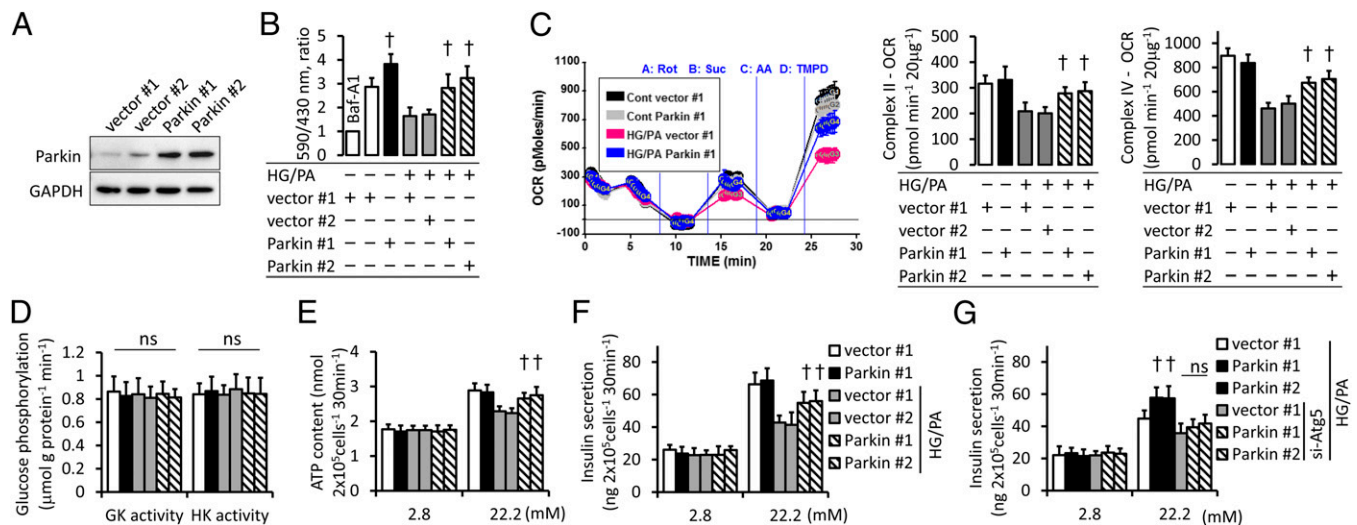 A
vector #1
vector #2
Parkin #1
Parkin #2
Parkin
GAPDH
B
590/430 nm, ratio
5
4
3
2
1
Baf-A1
†
†
†
HG/PA – – – + + + +
vector #1 + + – + – – –
vector #2 – – – – + – –
Parkin #1 – – + – – + –
Parkin #2 – – – – – – +
C
A: Rot B: Suc C: AA D: TMPD
OCR (pMoles/min)
1100
900
700
500
300
100
-100
Cont vector #1
Cont Parkin #1
HG/PA vector #1
HG/PA Parkin #1
0 5 10 15 20 25 30
TIME (min)
Complex II - OCR
(pmol min⁻¹ 20µg⁻¹)
500
400
300
200
100
0
† †
HG/PA – – + + + +
vector #1 + – + – – –
vector #2 – – – + – –
Parkin #1 – + – – + –
Parkin #2 – – – – – +
Complex IV - OCR
(pmol min⁻¹ 20µg⁻¹)
1000
800
600
400
200
0
† †
HG/PA – – + + + +
vector #1 + – + – – –
vector #2 – – – + – –
Parkin #1 – + – – + –
Parkin #2 – – – – – +
D
Glucose phosphorylation
(µmol g protein⁻¹ min⁻¹)
1.2
1
0.8
0.6
0.4
0.2
0
ns ns
GK activity HK activity
E
ATP content (nmol
2x10⁵cells⁻¹ 30min⁻¹)
4
3
2
1
0
††
2.8 22.2 (mM)
F
Insulin secretion
(ng 2x10⁵cells⁻¹ 30min⁻¹)
80
60
40
20
0
††
2.8 22.2 (mM)
vector #1
Parkin #1
vector #1
vector #2
Parkin #1
Parkin #2
HG/PA
G
Insulin secretion
(ng 2x10⁵cells⁻¹ 30min⁻¹)
80
60
40
20
0
†† ns
2.8 22.2 (mM)
vector #1
Parkin #1
Parkin #2
vector #1
Parkin #1
Parkin #2
si-Atg5
HG/PA